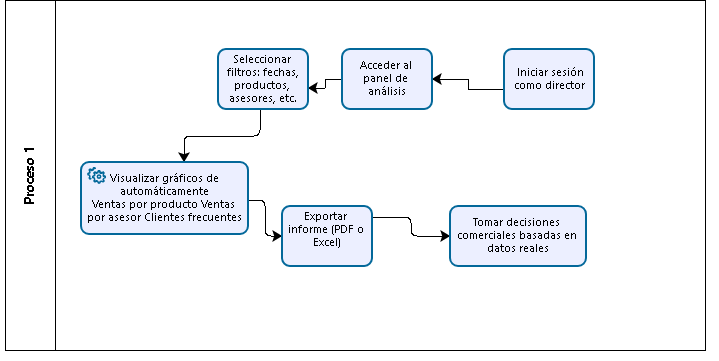 Proceso 1
Iniciar sesión
como director
Acceder al
panel de
análisis
Seleccionar
filtros: fechas,
productos,
asesores, etc.
Visualizar gráficos de
automáticamente
Ventas por producto Ventas
por asesor Clientes frecuentes
Exportar
informe (PDF o
Excel)
Tomar decisiones
comerciales basadas en
datos reales